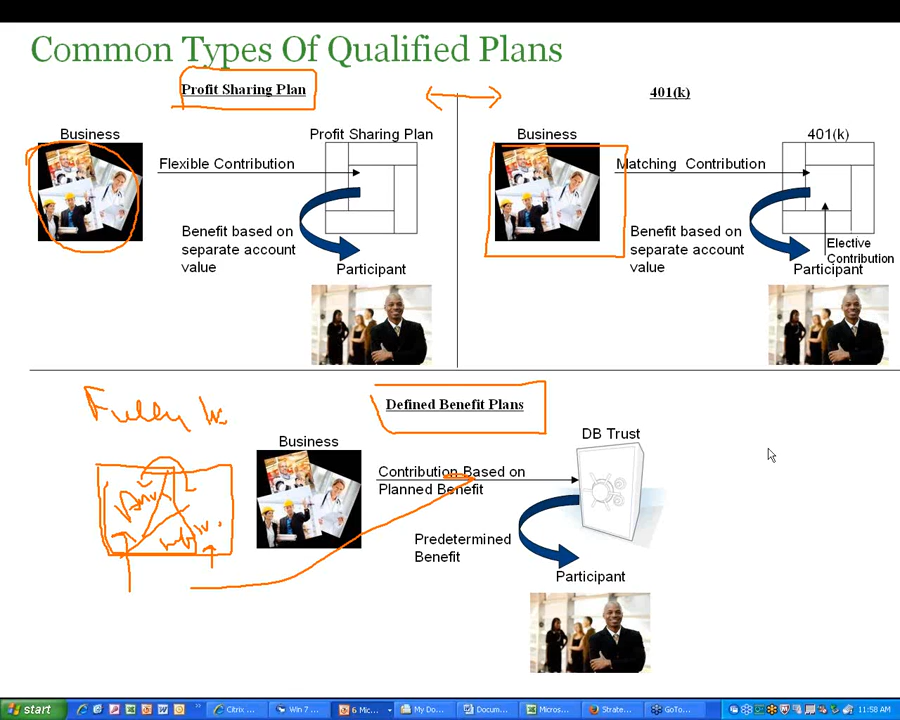 Common Types Of Qualified Plans
Profit Sharing Plan
401(k)
Business
Profit Sharing Plan
Business
401(k)
Flexible Contribution
Matching Contribution
Benefit based on
separate account
value
Benefit based on
separate account
value
Elective
Contribution
Participant
Participant
Fully
Defined Benefit Plans
Business
DB Trust
Contribution Based on
Planned Benefit
Predetermined
Benefit
Participant
start
Citrix ...
Win 7 ...
6 Mic...
My Do...
Docum...
Micros...
Strate...
GoTo...
11:58 AM